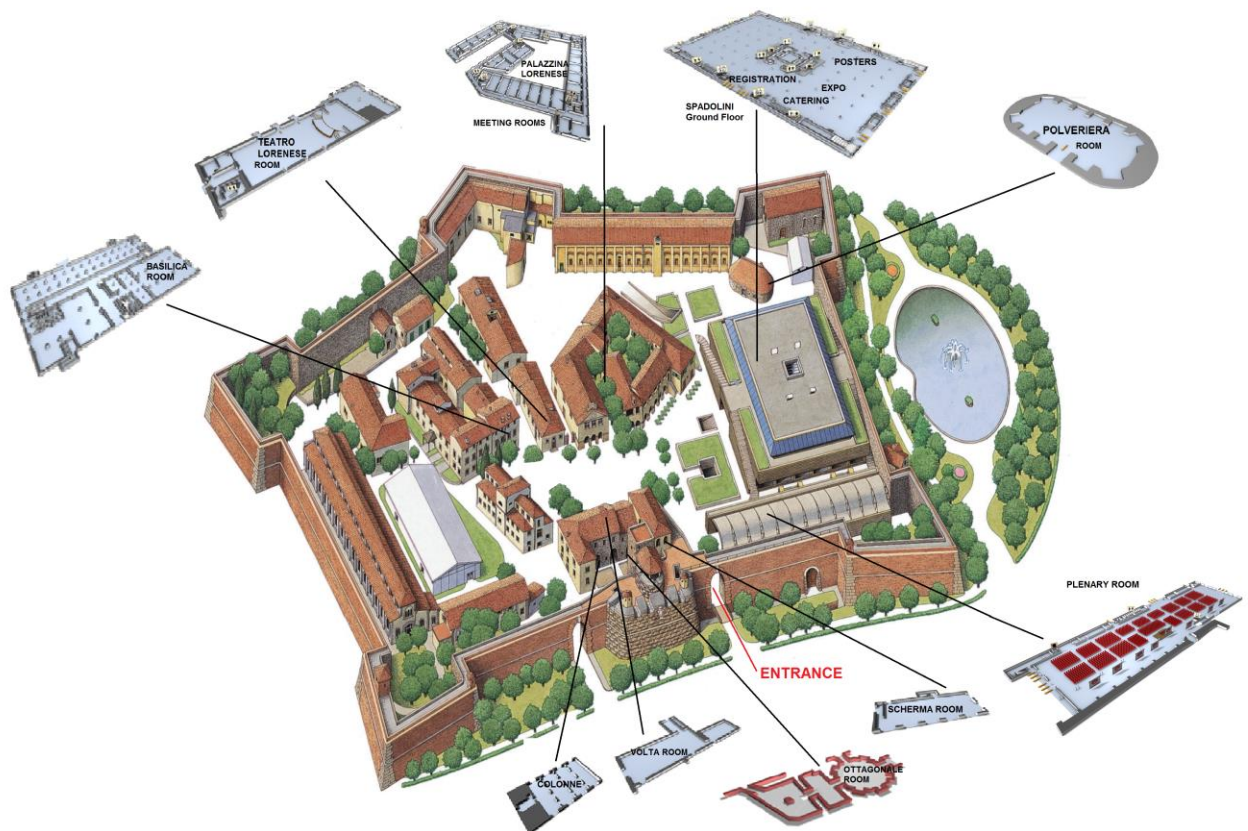 PALAZZINA
LORENESE
MEETING ROOMS
POSTERS
REGISTRATION
EXPO
CATERING
SPADOLINI
Ground Floor
POLVERIERA
ROOM
TEATRO
LORENESE
ROOM
BASILICA
ROOM
PLENARY ROOM
ENTRANCE
SCHERMA ROOM
VOLTA ROOM
OTTAGONALE
ROOM
COLONNE